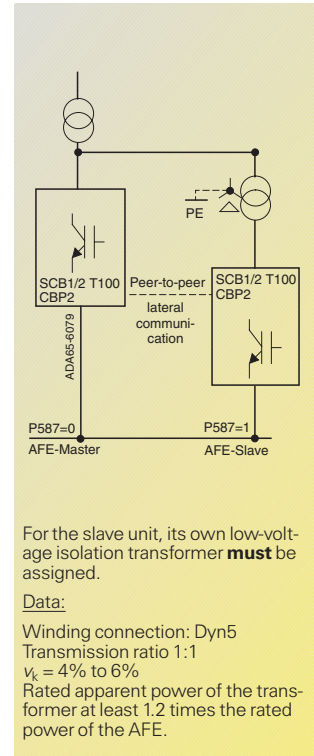 PE
SCB1/2 T100
CBP2
Peer-to-peer
lateral
communi-
cation
SCB1/2 T100
CBP2
ADA65-6079
P587=0
P587=1
AFE-Master
AFE-Slave
For the slave unit, its own low-volt-
age isolation transformer must be
assigned.
Data:
Winding connection: Dyn5
Transmission ratio 1:1
vk = 4% to 6%
Rated apparent power of the trans-
former at least 1.2 times the rated
power of the AFE.